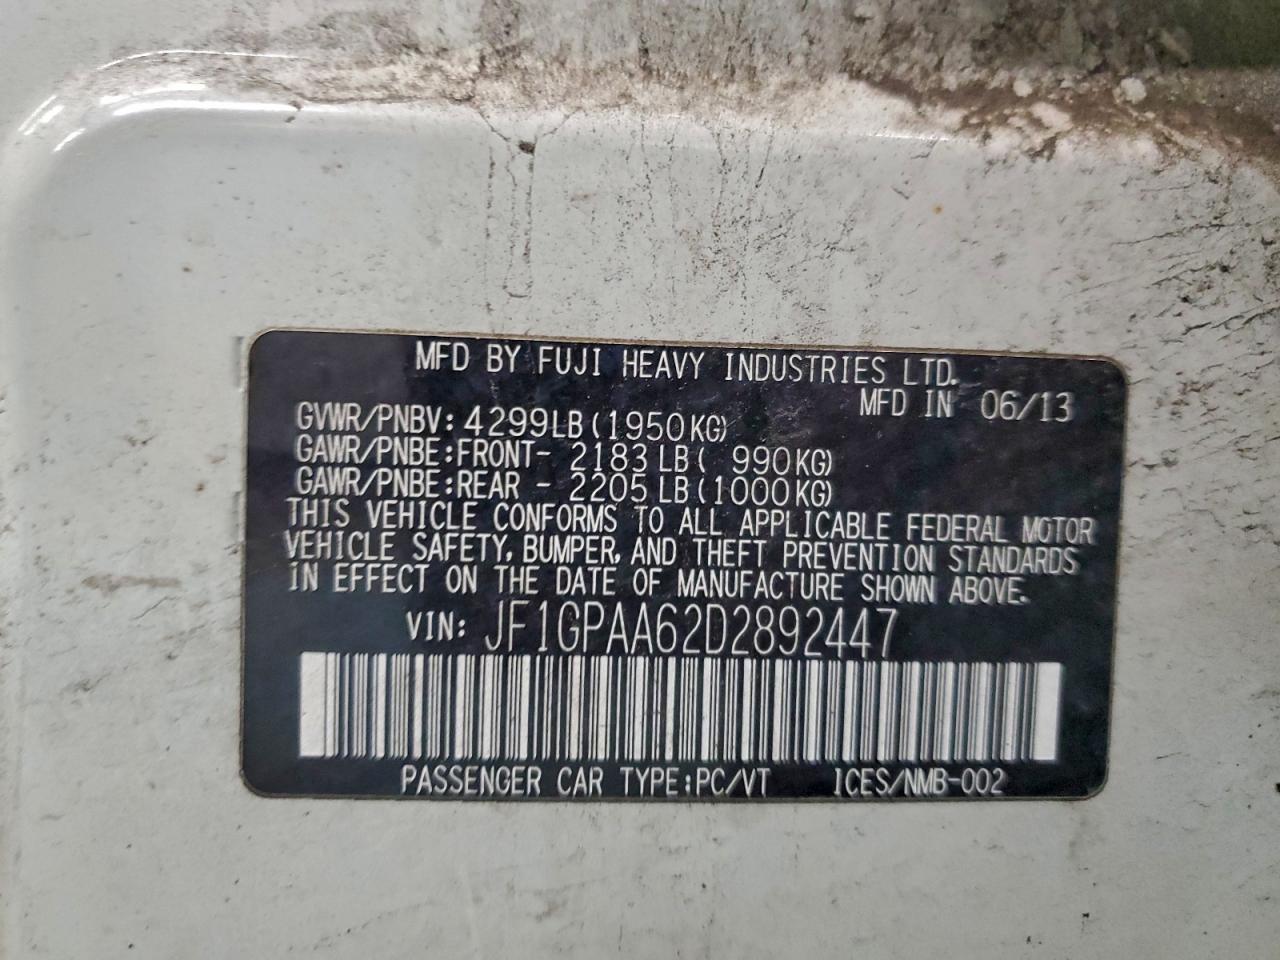 MFD BY FUJI HEAVY INDUSTRIES LTD.
MFD IN 06/13
GVWR/PNBV: 4299LB (1950KG)
GAWR/PNBE:FRONT- 2183LB ( 990KG)
GAWR/PNBE:REAR - 2205LB (1000KG)
THIS VEHICLE CONFORMS TO ALL APPLICABLE FEDERAL MOTOR
VEHICLE SAFETY, BUMPER, AND THEFT PREVENTION STANDARDS
IN EFFECT ON THE DATE OF MANUFACTURE SHOWN ABOVE.
VIN: JF1GPAA62D2892447
PASSENGER CAR TYPE:PC/VT ICES/NMB-002